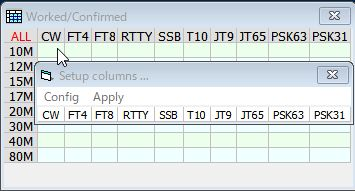 Worked/Confirmed
ALL CW FT4 FT8 RTTY SSB T10 JT9 JT65 PSK63 PSK31
10M
12M
Setup columns ...
15M
Config Apply
17M
20M CW FT4 FT8 RTTY SSB T10 JT9 JT65 PSK63 PSK31
30M
40M
80M